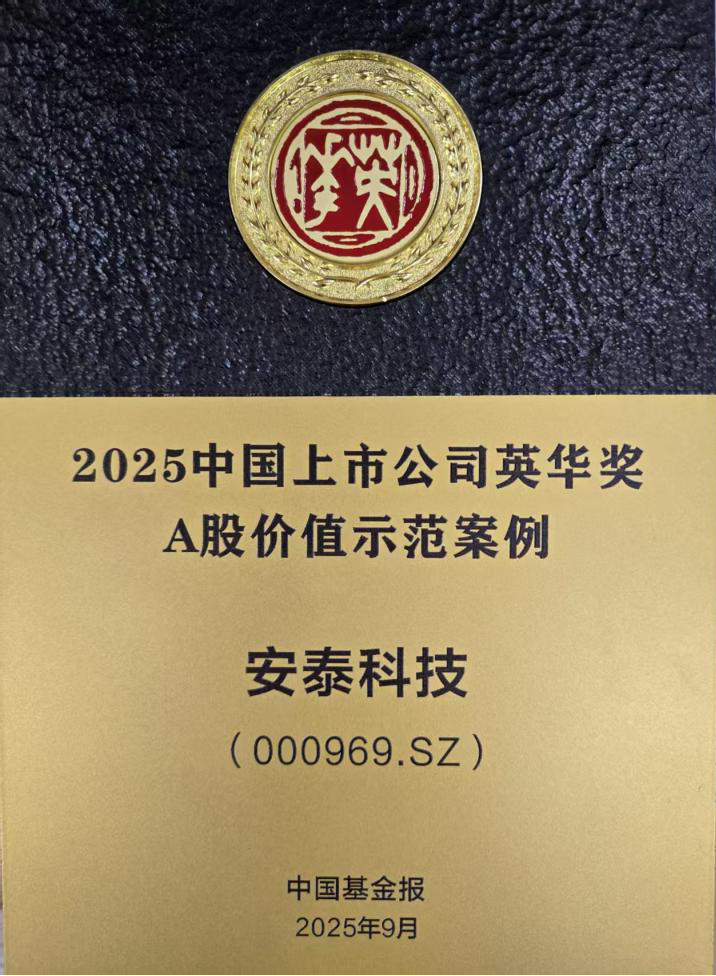 英华
2025中国上市公司英华奖
A股价值示范案例
安泰科技
（000969.SZ）
中国基金报
2025年9月